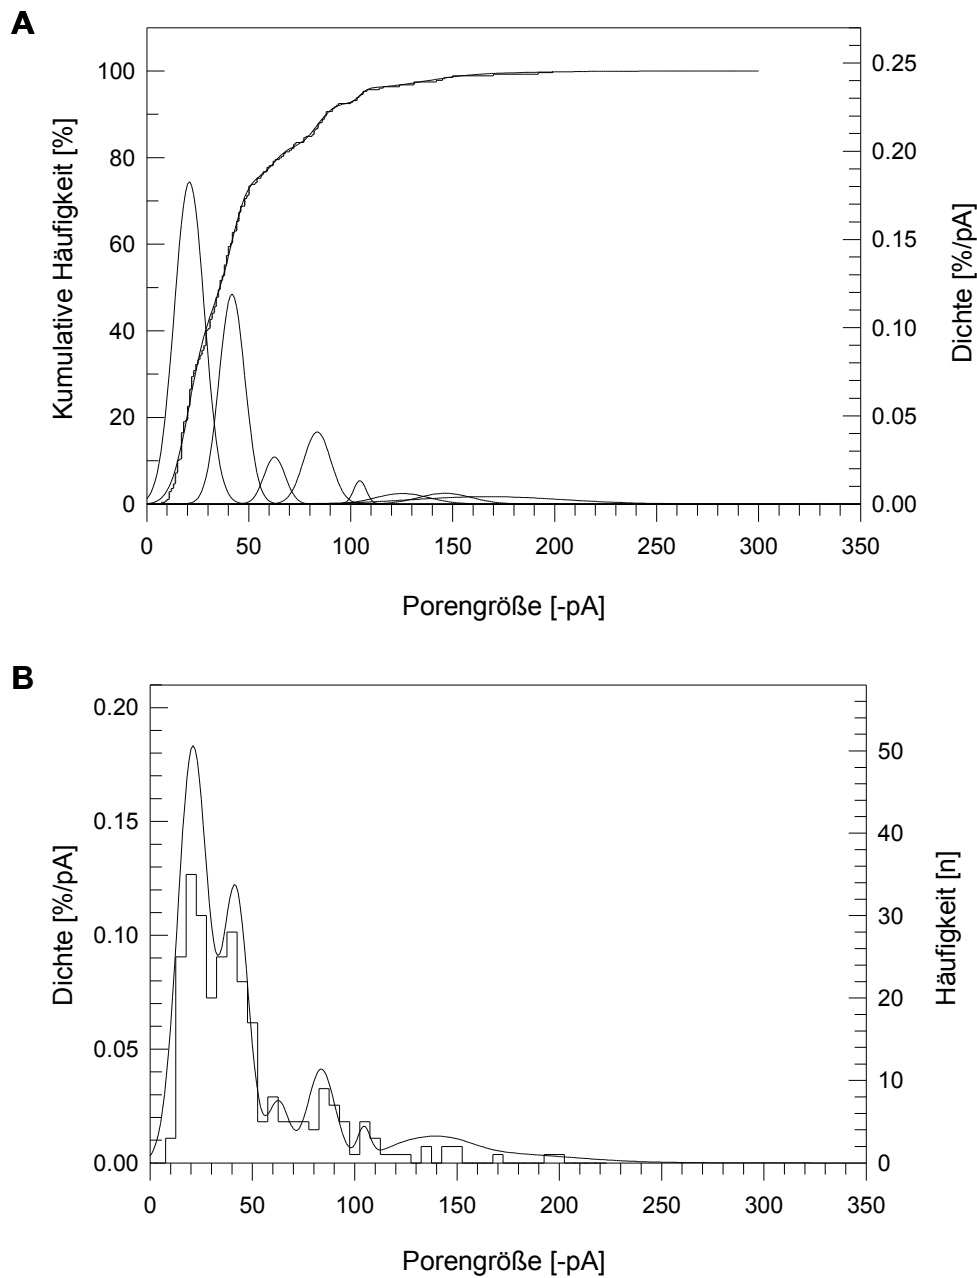 A
100
80
60
40
20
0
Kumulative Häufigkeit [%]
0.25
0.20
0.15
0.10
0.05
0.00
Dichte [%/pA]
0 50 100 150 200 250 300 350
Porengröße [-pA]
B
0.20
0.15
0.10
0.05
0.00
Dichte [%/pA]
50
40
30
20
10
0
Häufigkeit [n]
0 50 100 150 200 250 300 350
Porengröße [-pA]